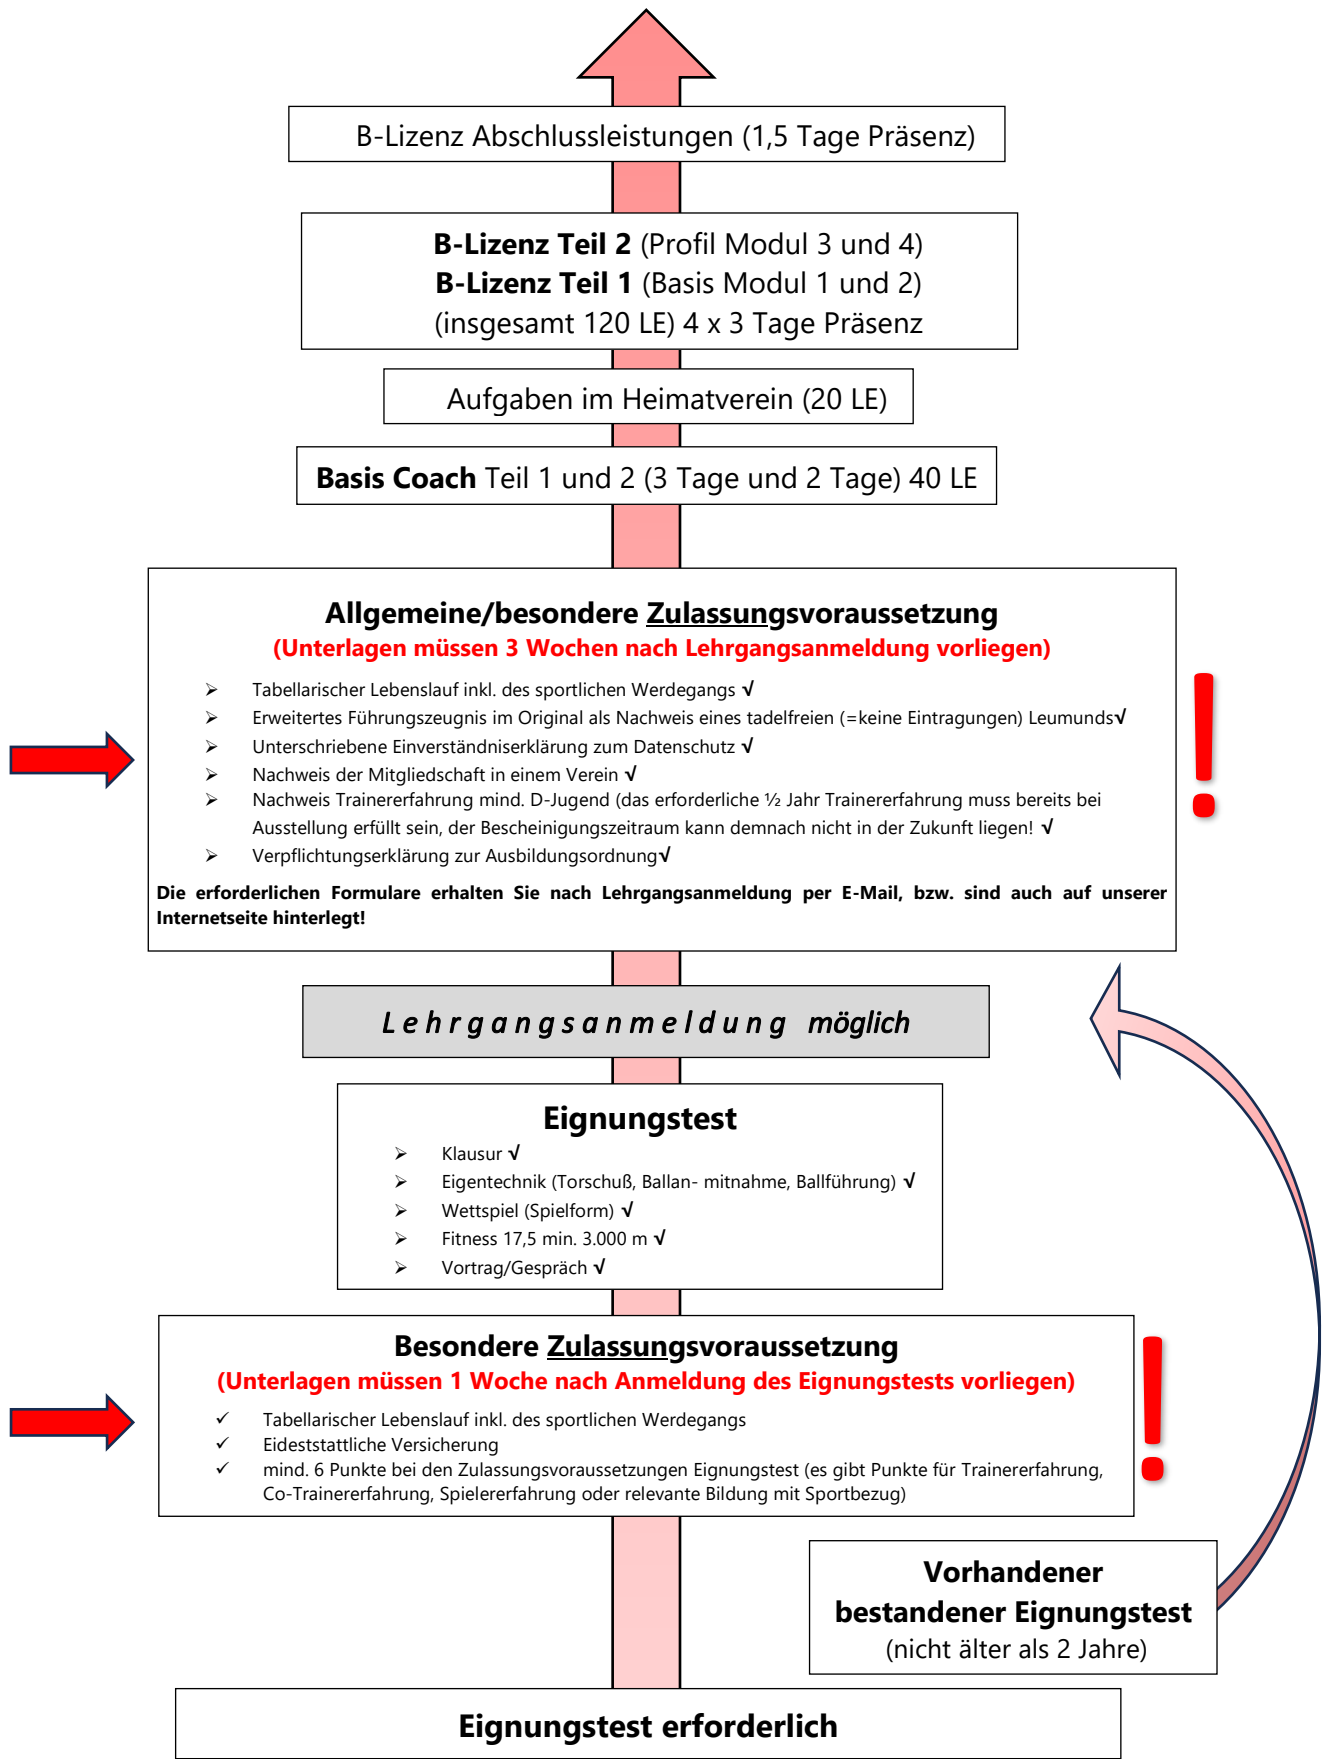 B-Lizenz Abschlussleistungen (1,5 Tage Präsenz)
B-Lizenz Teil 2 (Profil Modul 3 und 4)
B-Lizenz Teil 1 (Basis Modul 1 und 2)
(insgesamt 120 LE) 4 x 3 Tage Präsenz
Aufgaben im Heimatverein (20 LE)
Basis Coach Teil 1 und 2 (3 Tage und 2 Tage) 40 LE
Allgemeine/besondere Zulassungsvoraussetzung
(Unterlagen müssen 3 Wochen nach Lehrgangsanmeldung vorliegen)
➢ Tabellarischer Lebenslauf inkl. des sportlichen Werdegangs √
➢ Erweitertes Führungszeugnis im Original als Nachweis eines tadelfreien (=keine Eintragungen) Leumunds√
➢ Unterschriebene Einverständniserklärung zum Datenschutz √
➢ Nachweis der Mitgliedschaft in einem Verein √
➢ Nachweis Trainererfahrung mind. D-Jugend (das erforderliche ½ Jahr Trainererfahrung muss bereits bei
Ausstellung erfüllt sein, der Bescheinigungszeitraum kann demnach nicht in der Zukunft liegen! √
➢ Verpflichtungserklärung zur Ausbildungsordnung√
Die erforderlichen Formulare erhalten Sie nach Lehrgangsanmeldung per E-Mail, bzw. sind auch auf unserer
Internetseite hinterlegt!
!
L e h r g a n g s a n m e l d u n g möglich
Eignungstest
➢ Klausur √
➢ Eigentechnik (Torschuß, Ballan- mitnahme, Ballführung) √
➢ Wettspiel (Spielform) √
➢ Fitness 17,5 min. 3.000 m √
➢ Vortrag/Gespräch √
Besondere Zulassungsvoraussetzung
(Unterlagen müssen 1 Woche nach Anmeldung des Eignungstests vorliegen)
✓ Tabellarischer Lebenslauf inkl. des sportlichen Werdegangs
✓ Eideststattliche Versicherung
✓ mind. 6 Punkte bei den Zulassungsvoraussetzungen Eignungstest (es gibt Punkte für Trainererfahrung,
Co-Trainererfahrung, Spielererfahrung oder relevante Bildung mit Sportbezug)
!
Vorhandener
bestandener Eignungstest
(nicht älter als 2 Jahre)
Eignungstest erforderlich